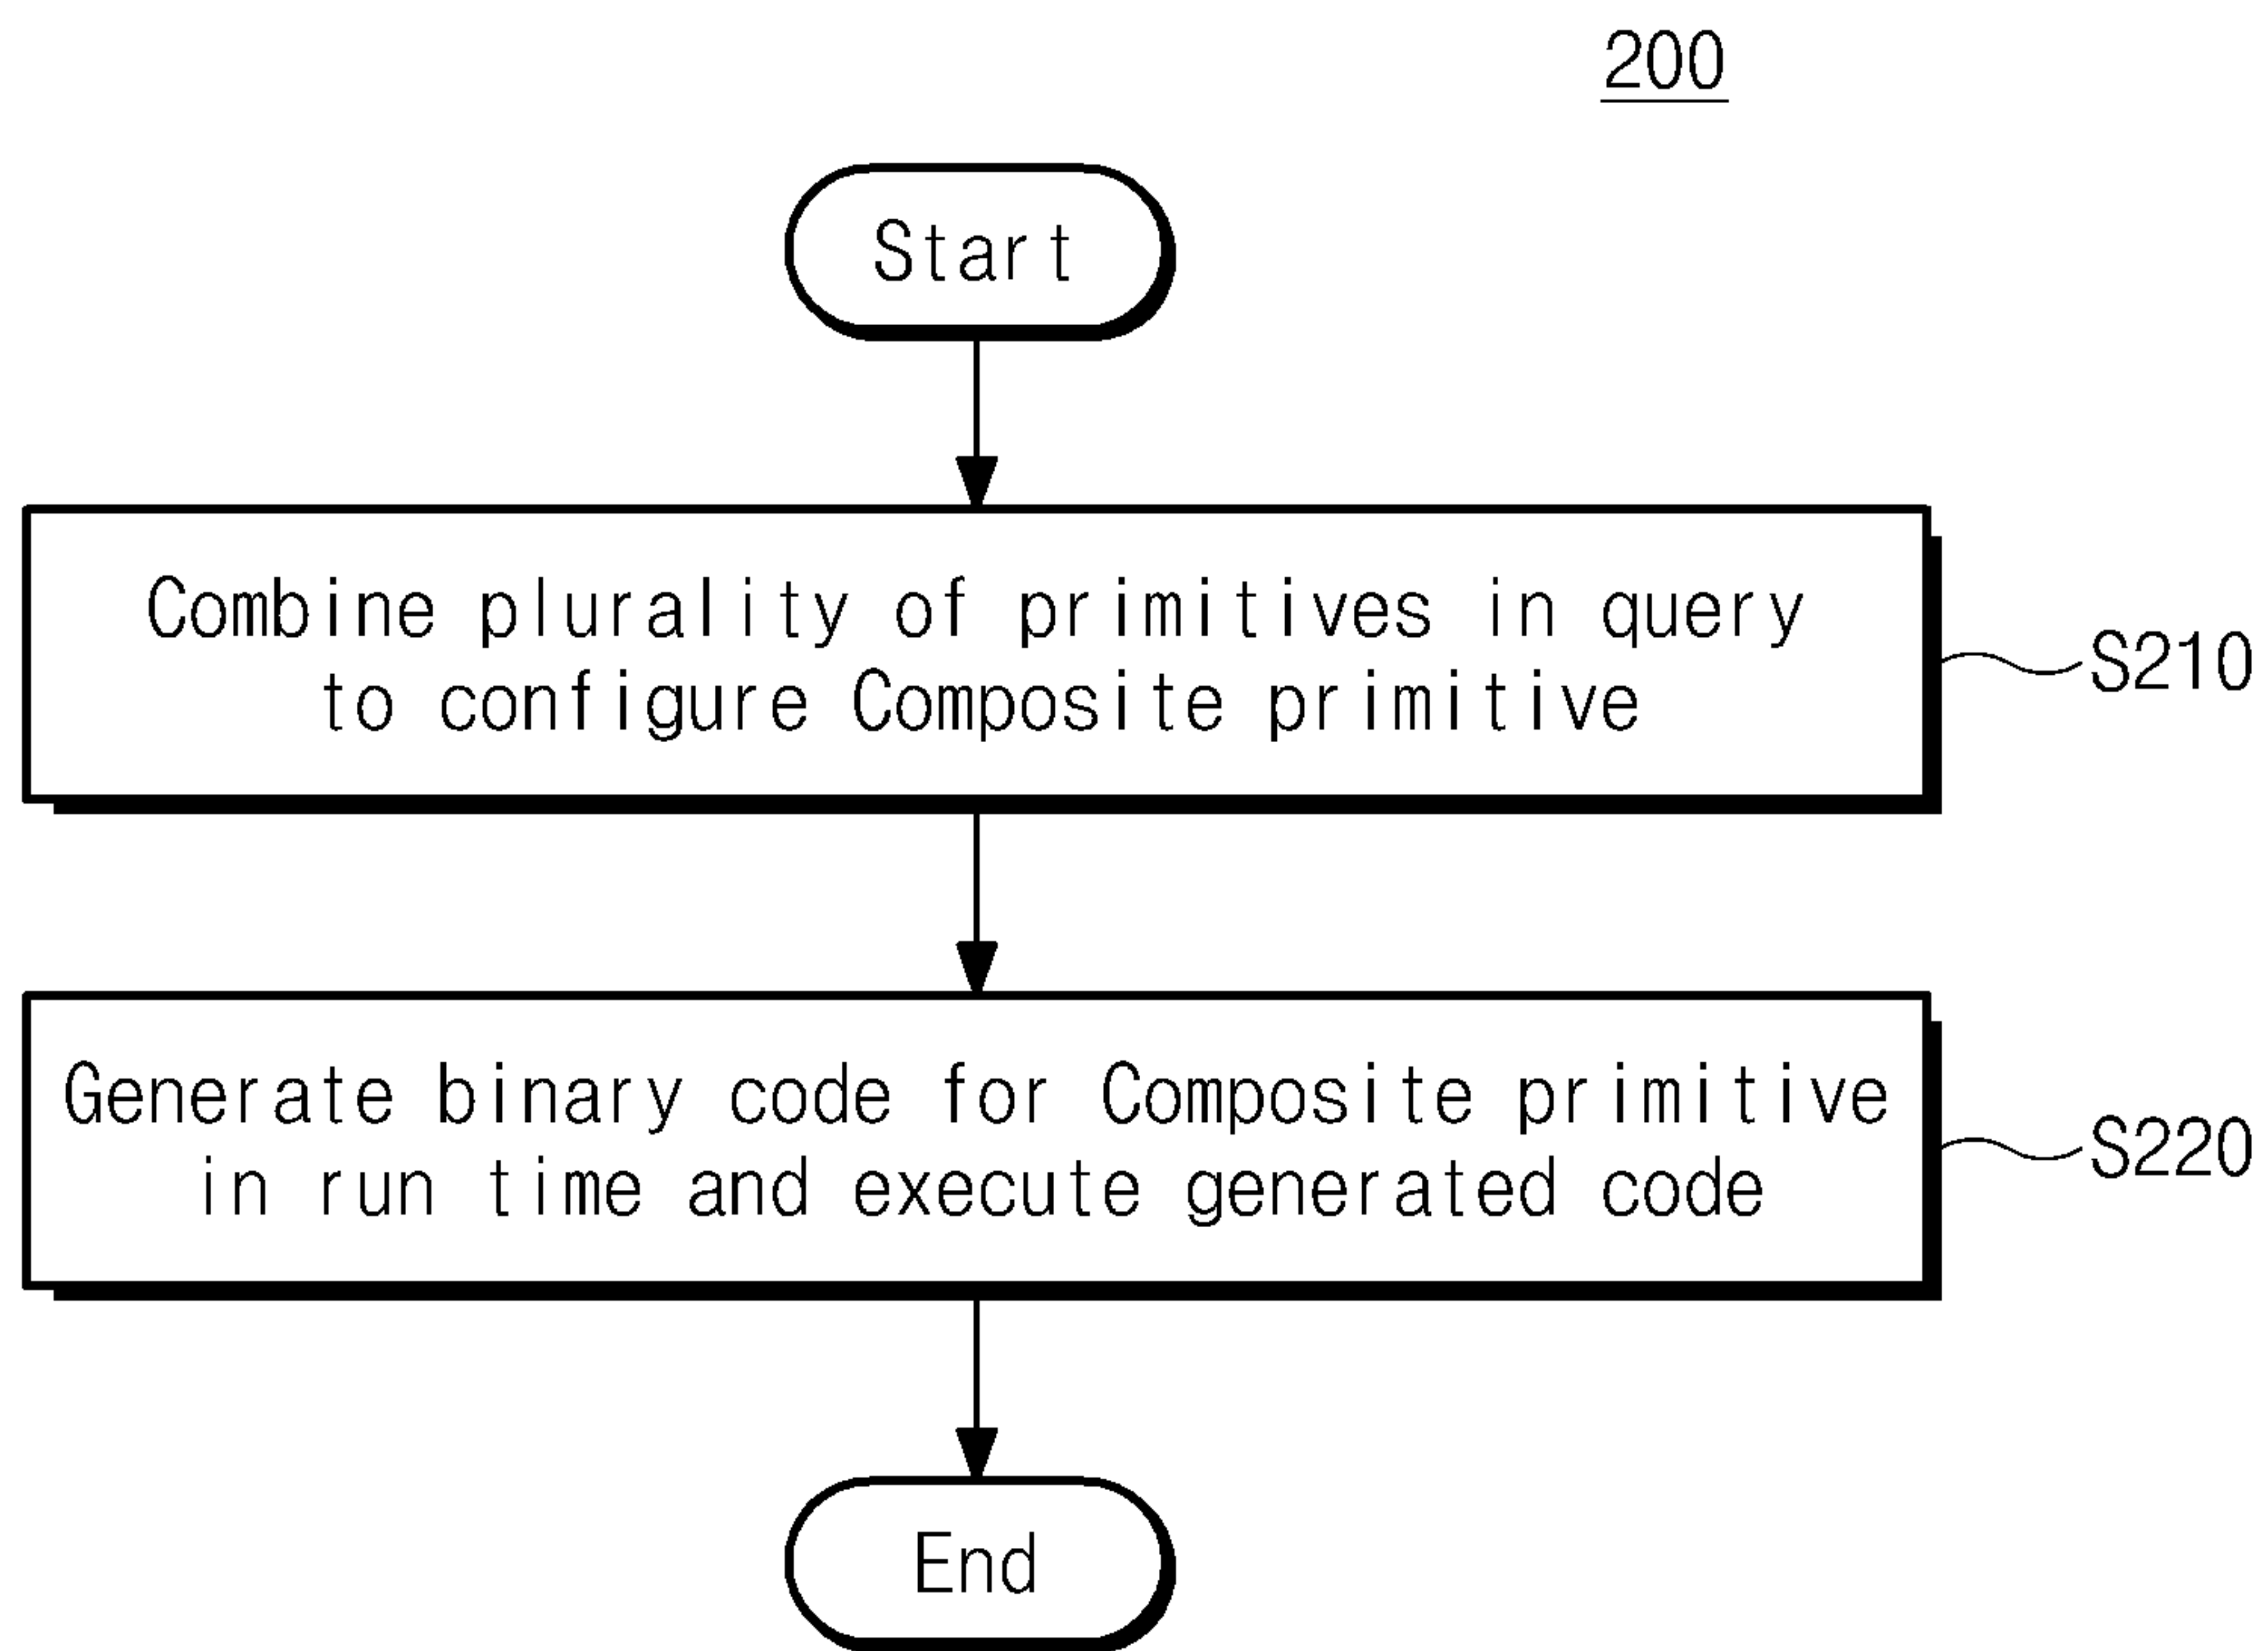 200
Start
Combine plurality of primitives in query
to configure Composite primitive
S210
Generate binary code for Composite primitive
in run time and execute generated code
S220
End